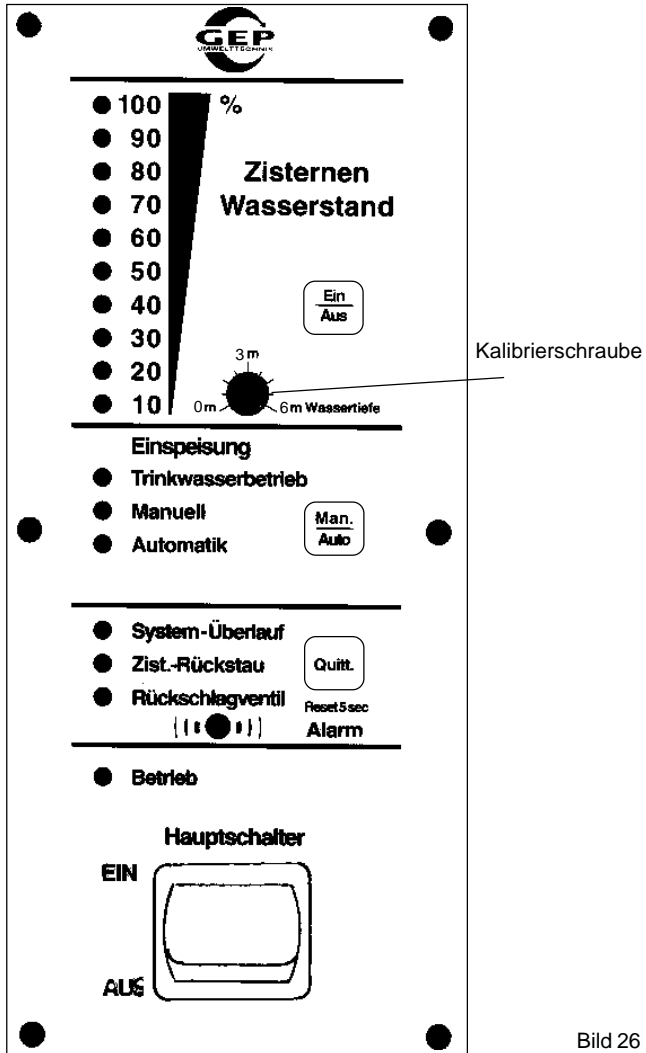 GEP
UMWELTTECHNIK
100 %
90
80
70
60
50
40
30
20
10
Zisternen
Wasserstand
Ein
Aus
Kalibrierschraube
3 m
0 m
6 m Wassertiefe
Einspeisung
Trinkwasserbetrieb
Manuell
Automatik
Man.
Auto
System-Überlauf
Zist.-Rückstau
Rückschlagventil
Quitt.
Reset 5 sec
Alarm
Betrieb
Hauptschalter
EIN
AUS
Bild 26